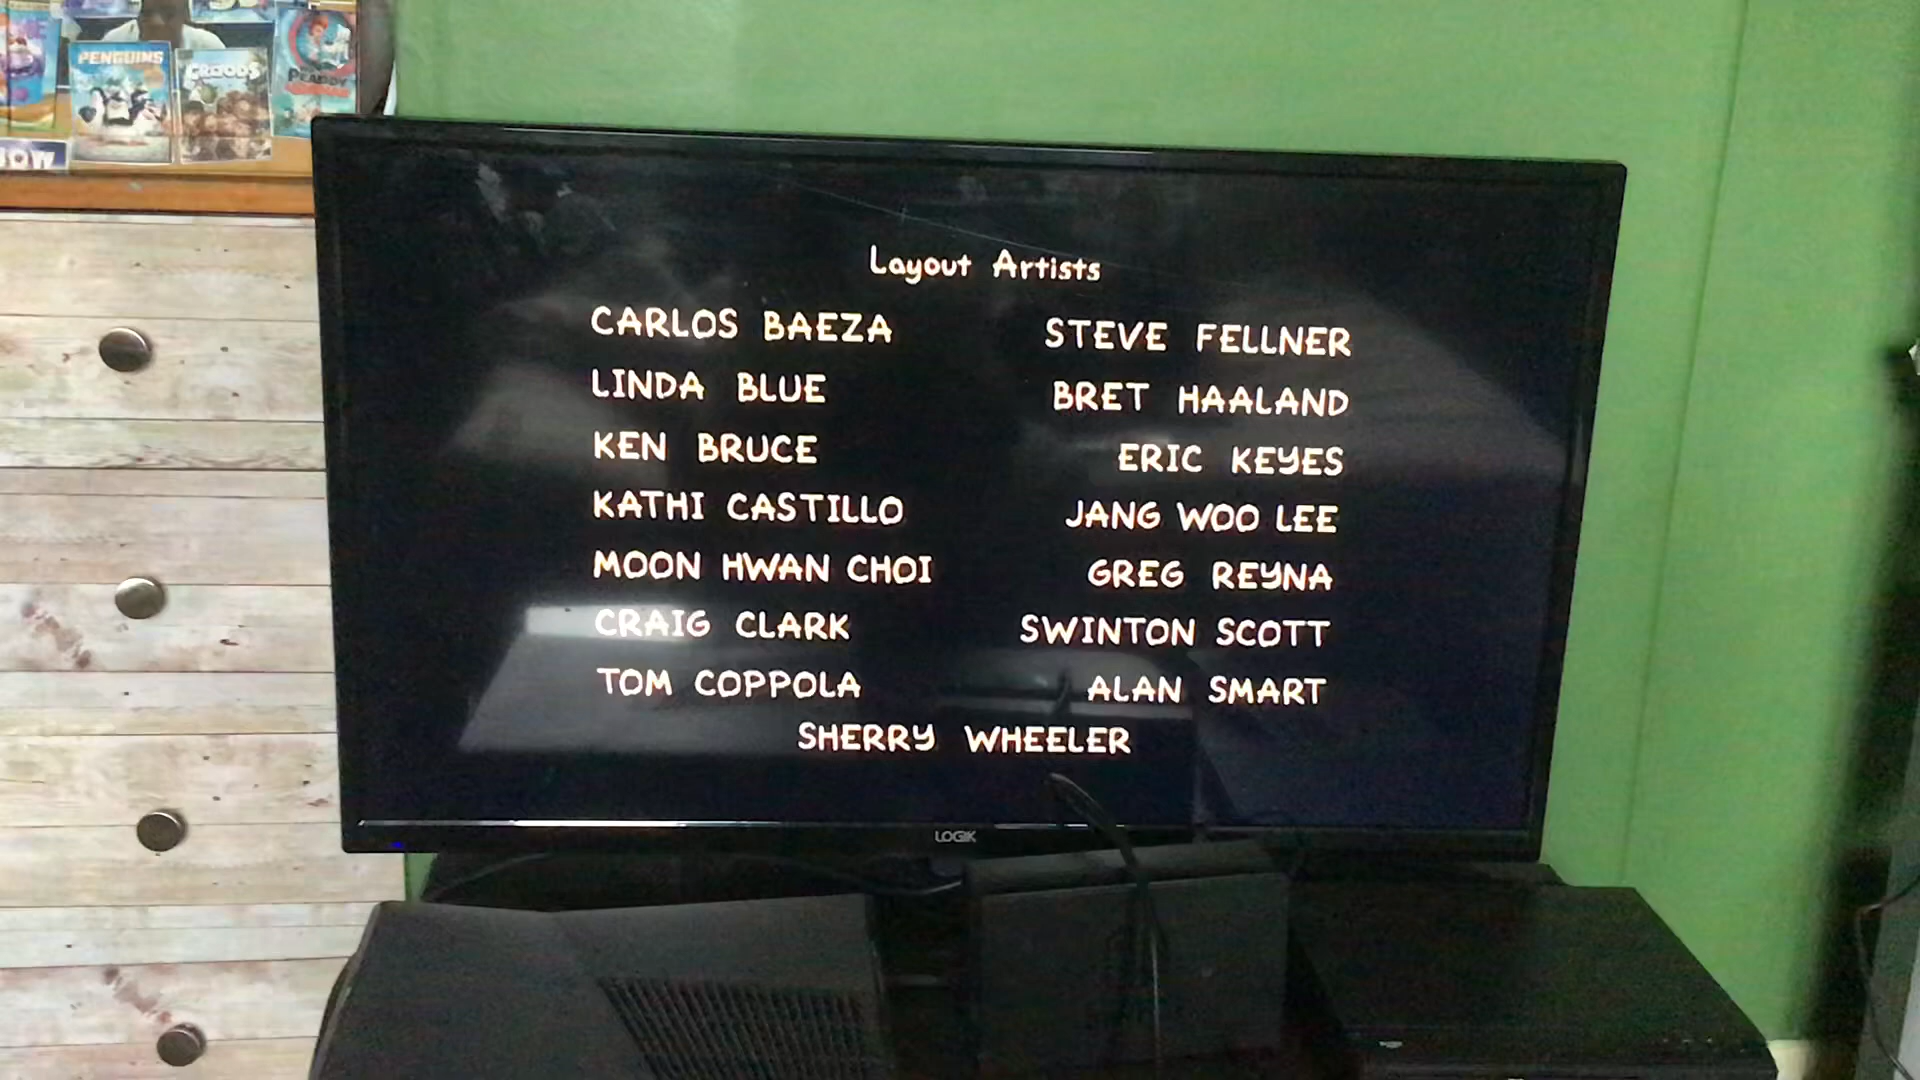 PENGUINS
CROODS
PEABODY
SHERMAN
NOW
Layout Artists
CARLOS BAEZA
STEVE FELLNER
LINDA BLUE
BRET HAALAND
KEN BRUCE
ERIC KEYES
KATHI CASTILLO
JANG WOO LEE
MOON HWAN CHOI
GREG REYNA
CRAIG CLARK
SWINTON SCOTT
TOM COPPOLA
ALAN SMART
SHERRY WHEELER
LOGIK